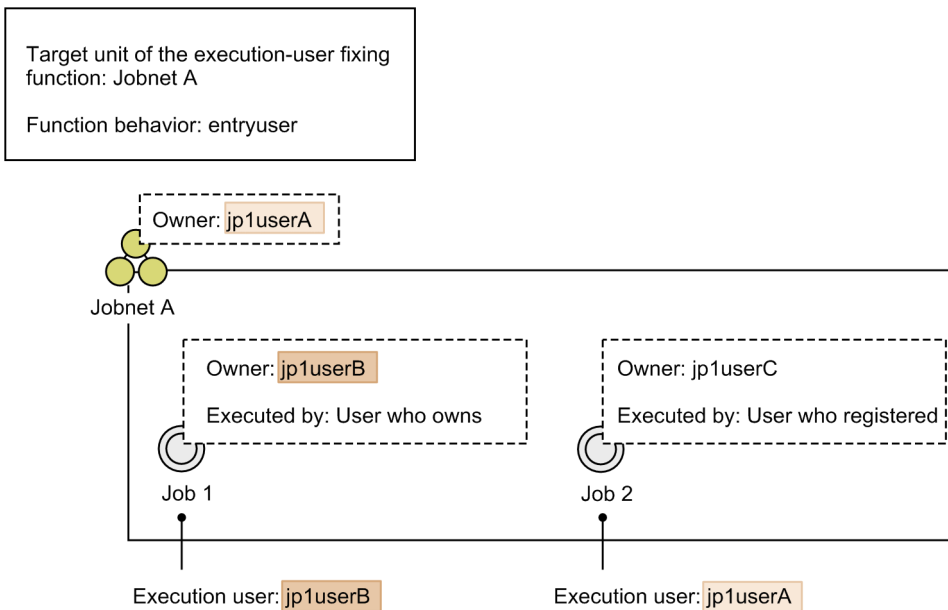 Target unit of the execution-user fixing
function: Jobnet A
Function behavior: entryuser
Owner: jp1userA
Jobnet A
Owner: jp1userB
Executed by: User who owns
Owner: jp1userC
Executed by: User who registered
Job 1
Job 2
Execution user: jp1userB
Execution user: jp1userA